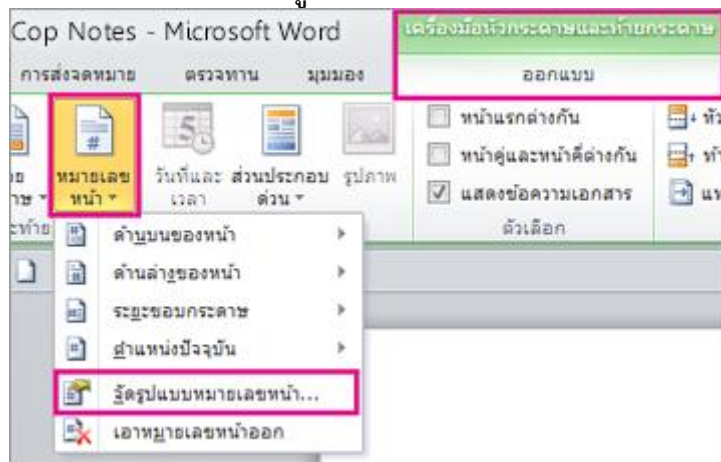 Cop Notes - Microsoft Word
เครื่องมือหัวกระดาษและท้ายกระดาษ
การส่งจดหมาย ตรวจทาน มุมมอง ออกแบบ
หมายเลขหน้า
วันที่และเวลา
ส่วนประกอบด่วน
รูปภาพ
หน้าแรกต่างกัน
หน้าคู่และหน้าคี่ต่างกัน
แสดงข้อความเอกสาร
ตัวเลือก
ด้านบนของหน้า
ด้านล่างของหน้า
ระยะขอบกระดาษ
ตำแหน่งปัจจุบัน
จัดรูปแบบหมายเลขหน้า...
เอาหมายเลขหน้าออก